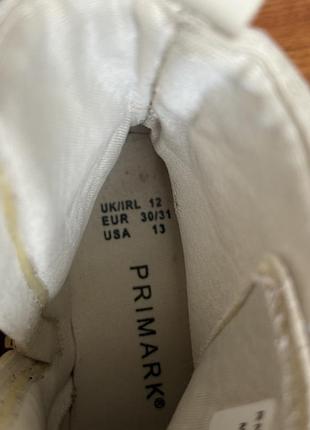 UK/IRL 12
EUR 30/31
USA 13
PRIMARK®